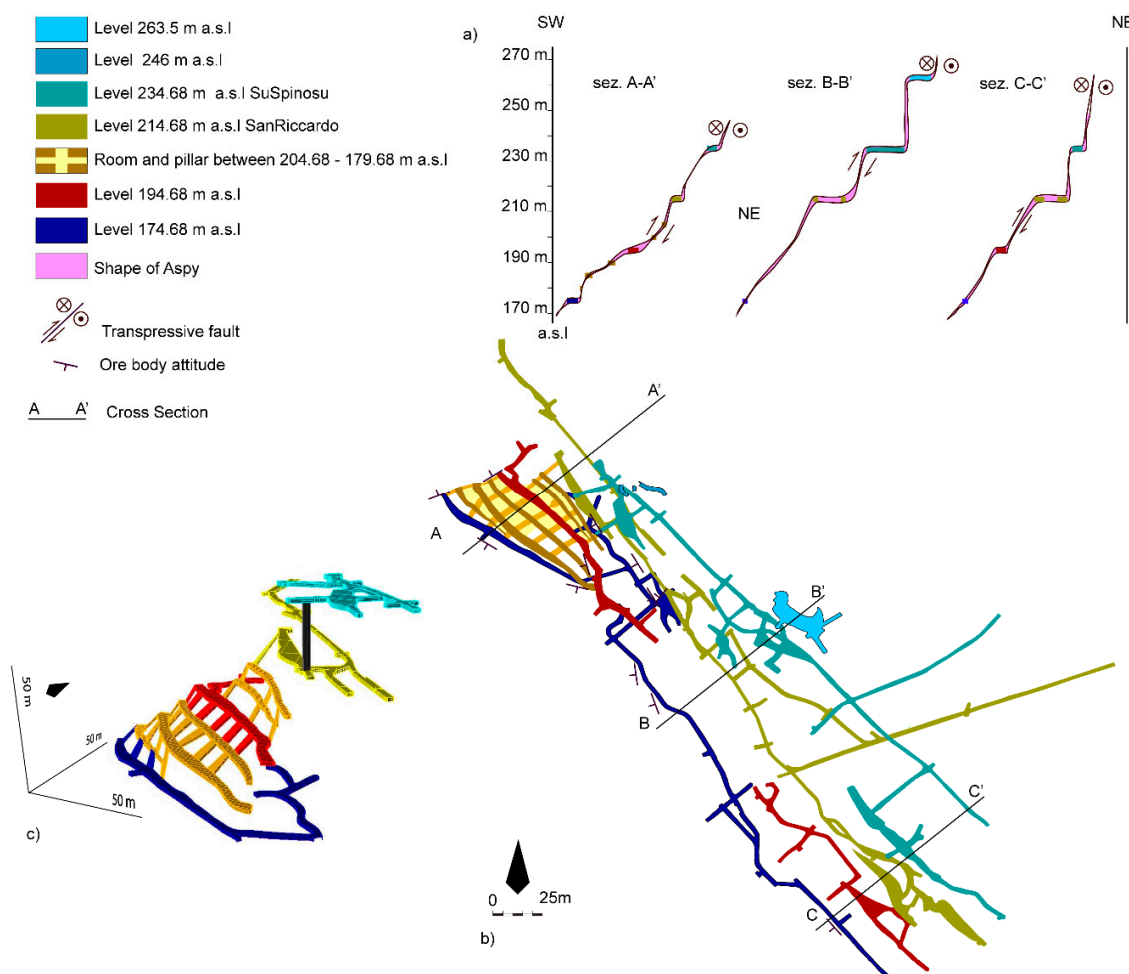 Level 263.5 m a.s.l
Level 246 m a.s.l
Level 234.68 m a.s.l SuSpinosu
Level 214.68 m a.s.l SanRiccardo
Room and pillar between 204.68 - 179.68 m a.s.l
Level 194.68 m a.s.l
Level 174.68 m a.s.l
Shape of Aspy
Transpressive fault
Ore body attitude
A A' Cross Section
a)
SW
NE
270 m
250 m
230 m
210 m
190 m
170 m
a.s.l
sez. A-A'
sez. B-B'
sez. C-C'
NE
A'
A
B'
B
C'
C
0 25m
b)
50 m
50 m
50 m
c)